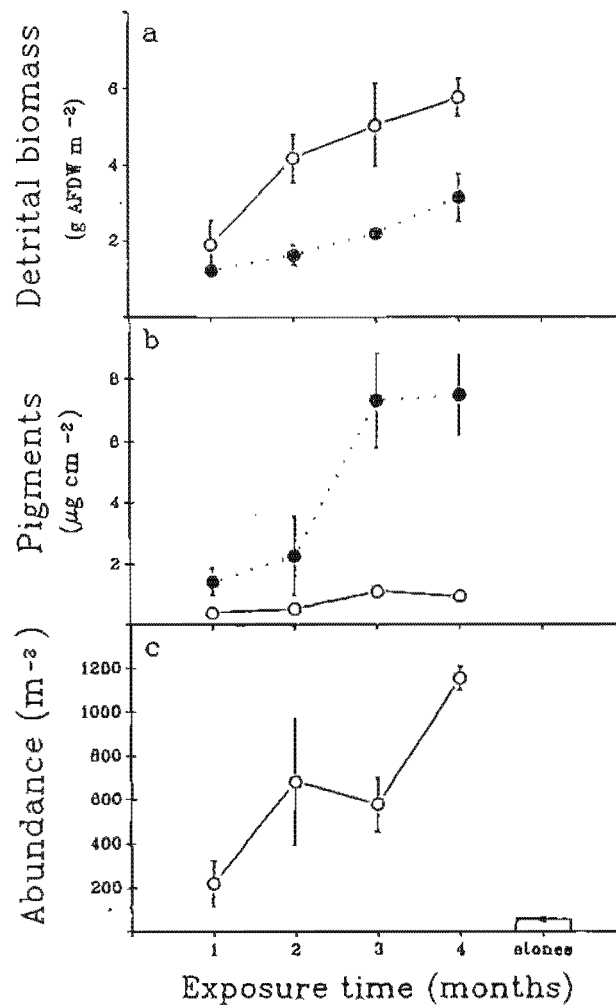 a
Detrital biomass
(g AFDW m⁻²)
6
4
2
b
Pigments
(μg cm⁻²)
8
6
4
2
c
Abundance (m⁻²)
1200
1000
800
600
400
200
1 2 3 4 stones
Exposure time (months)